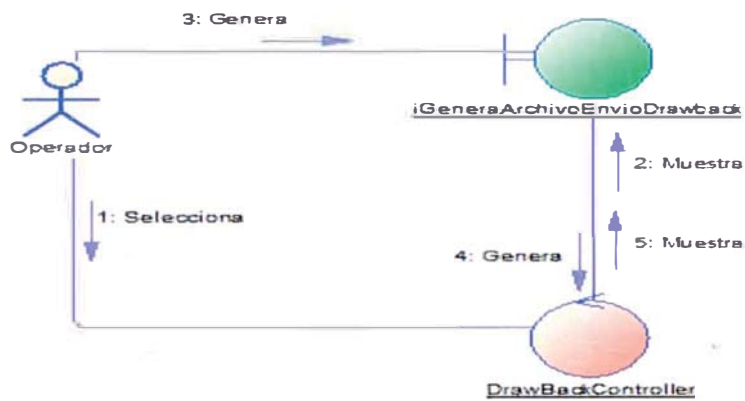 3: Genera
iGeneraArchivoEnvioDrawback
Operador
2: Muestra
1: Selecciona
5: Muestra
4: Genera
DrawBackController